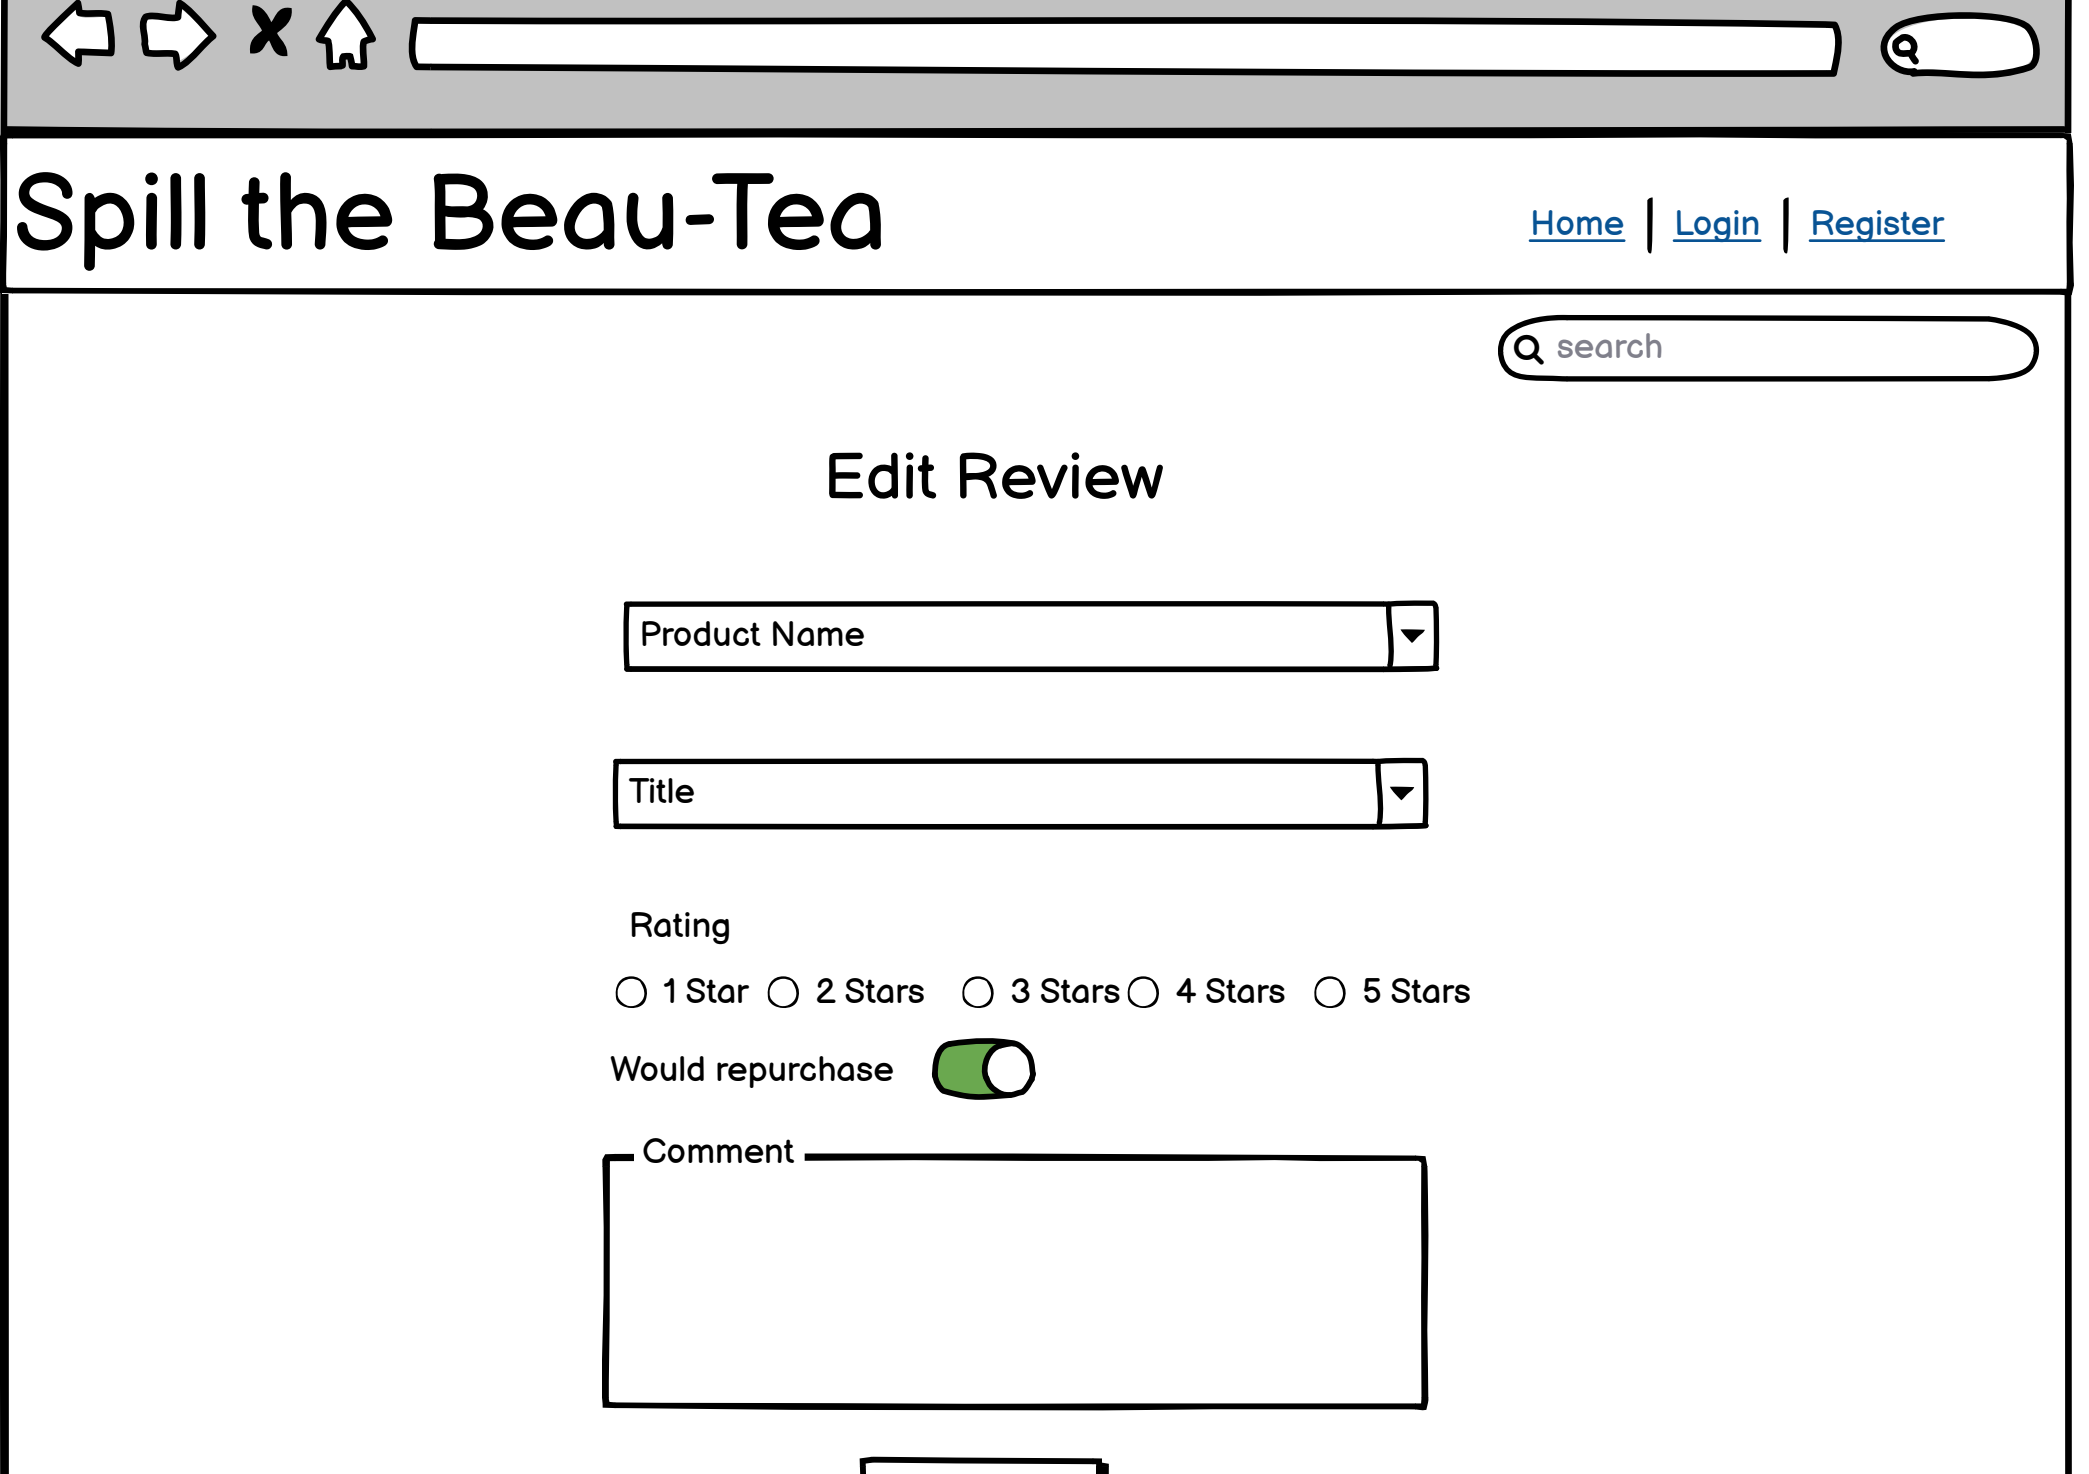 Spill the Beau-Tea
Home | Login | Register
search
Edit Review
Product Name
Title
Rating
1 Star 2 Stars 3 Stars 4 Stars 5 Stars
Would repurchase
Comment